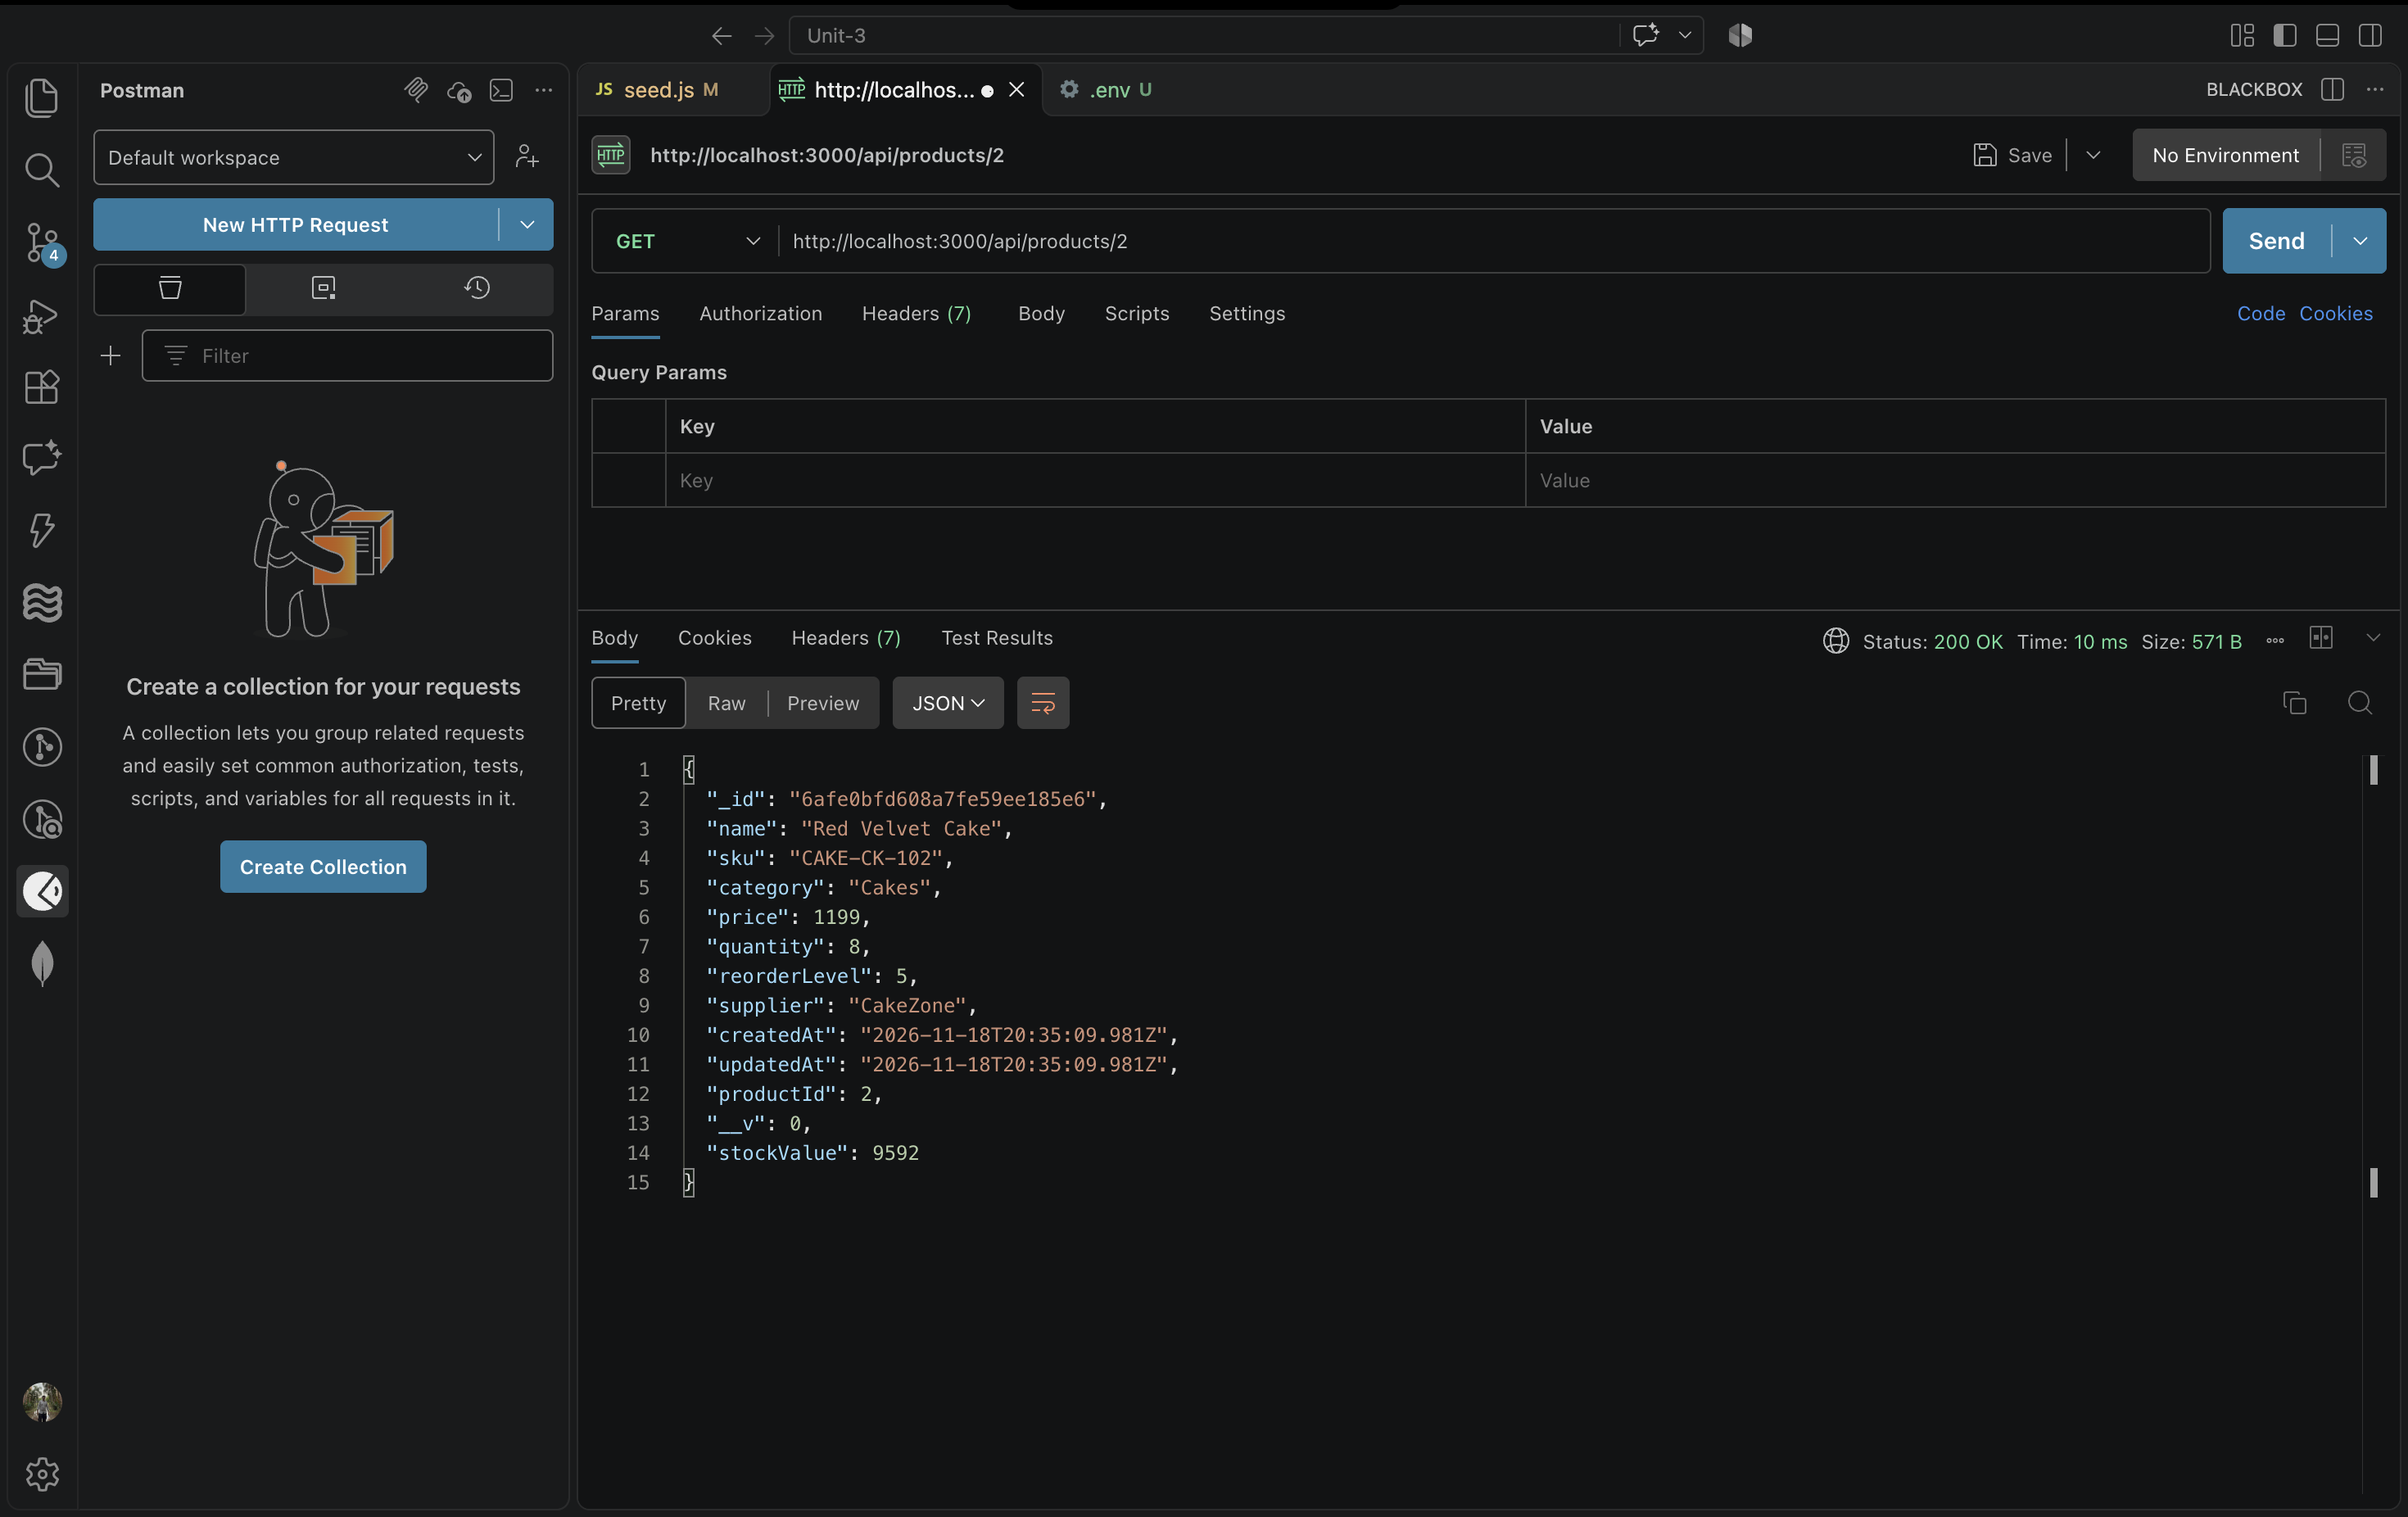 Unit-3
Postman
JS seed.js M
HTTP http://localhos...
.env U
BLACKBOX
Default workspace
HTTP http://localhost:3000/api/products/2
Save
No Environment
New HTTP Request
4
GET http://localhost:3000/api/products/2
Send
Params Authorization Headers (7) Body Scripts Settings
Code Cookies
Filter
Query Params
Key Value
Key Value
Create a collection for your requests
A collection lets you group related requests
and easily set common authorization, tests,
scripts, and variables for all requests in it.
Create Collection
Body Cookies Headers (7) Test Results
Status: 200 OK Time: 10 ms Size: 571 B
Pretty Raw Preview JSON
1 {
2 "_id": "6afe0bfd608a7fe59ee185e6",
3 "name": "Red Velvet Cake",
4 "sku": "CAKE-CK-102",
5 "category": "Cakes",
6 "price": 1199,
7 "quantity": 8,
8 "reorderLevel": 5,
9 "supplier": "CakeZone",
10 "createdAt": "2026-11-18T20:35:09.981Z",
11 "updatedAt": "2026-11-18T20:35:09.981Z",
12 "productId": 2,
13 "__v": 0,
14 "stockValue": 9592
15 }